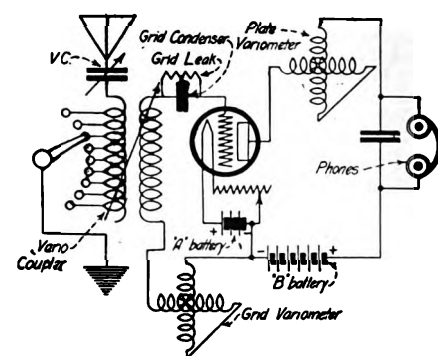 Plate
Variometer
Grid Condenser
Grid Leak
V.C.
Phones
Vario
Coupler
+ "A" battery -
- +
"B" battery
Grid Variometer